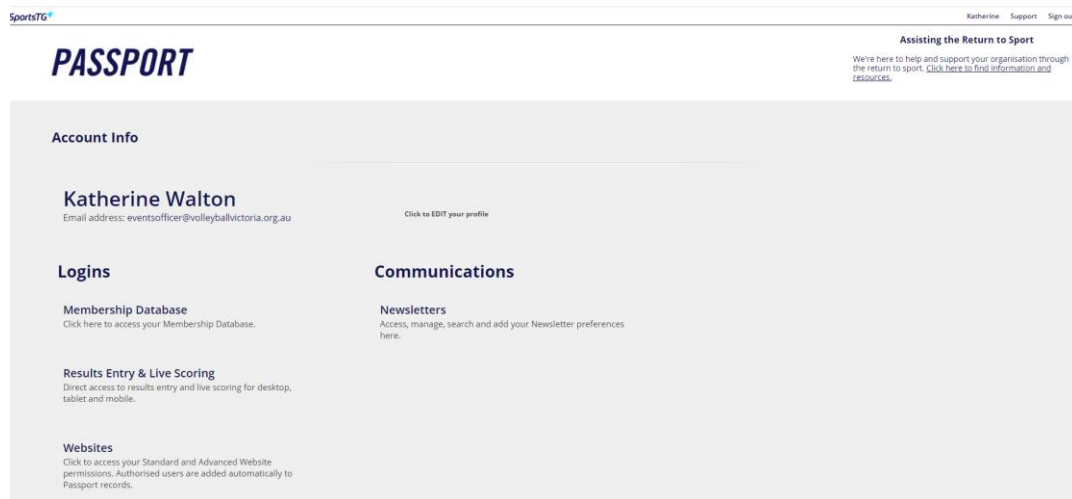 SportsTG
Katherine Support Sign ou
PASSPORT
Assisting the Return to Sport
We're here to help and support your organisation through
the return to sport. Click here to find information and
resources.
Account Info
Katherine Walton
Email address: eventsofficer@volleyballvictoria.org.au
Click to EDIT your profile
Logins
Communications
Membership Database
Click here to access your Membership Database.
Newsletters
Access, manage, search and add your Newsletter preferences
here.
Results Entry & Live Scoring
Direct access to results entry and live scoring for desktop,
tablet and mobile.
Websites
Click to access your Standard and Advanced Website
permissions. Authorised users are added automatically to
Passport records.